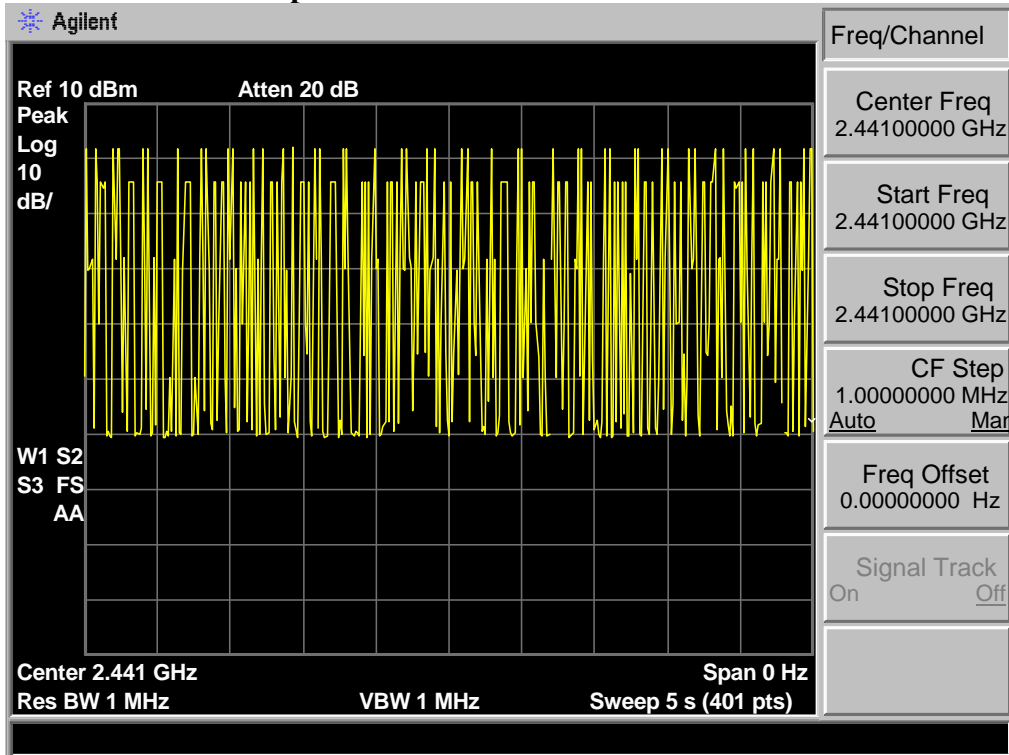 Agilent
Ref 10 dBm Atten 20 dB
Peak
Log
10
dB/
W1 S2
S3 FS
AA
Center 2.441 GHz Span 0 Hz
Res BW 1 MHz VBW 1 MHz Sweep 5 s (401 pts)
Freq/Channel
Center Freq
2.44100000 GHz
Start Freq
2.44100000 GHz
Stop Freq
2.44100000 GHz
CF Step
1.00000000 MHz
Auto Man
Freq Offset
0.00000000 Hz
Signal Track
On Off